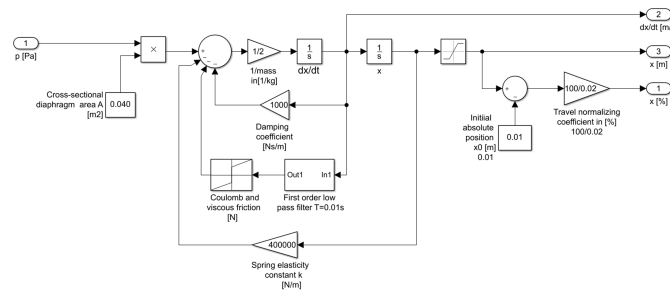 1
p [Pa]
×
Cross-sectional
diaphragm area A
[m2]
0.040
+
−
−
−
1/2
1/mass
in[1/kg]
1
s
dx/dt
1
s
x
2
dx/dt [m/
3
x [m]
1
x [%]
+
−
100/0.02
Travel normalizing
coefficient in [%]
100/0.02
Initiial
absolute
position
x0 [m]
0.01
0.01
1000
Damping
coefficient
[Ns/m]
Coulomb and
viscous friction
[N]
Out1
In1
First order low
pass filter T=0.01s
400000
Spring elasticity
constant k
[N/m]